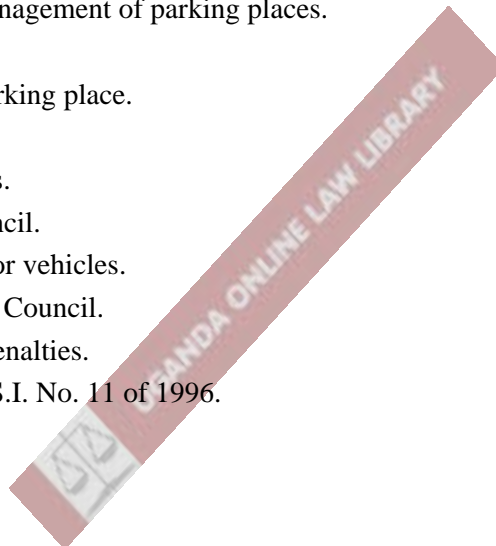 nagement of parking places.
rking place.
s.
ncil.
or vehicles.
Council.
enalties.
S.I. No. 11 of 1996.
UGANDA ONLINE LAW LIBRARY